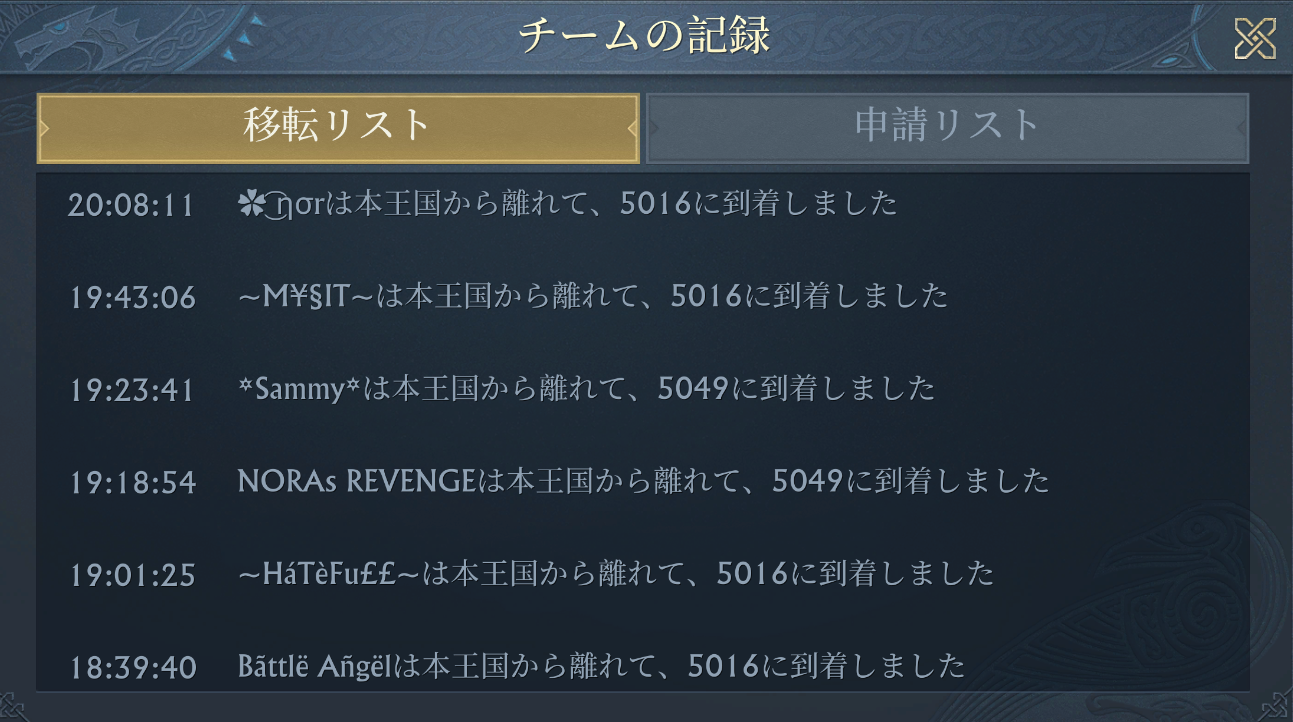 チームの記録
移転リスト
申請リスト
20:08:11 ✽͜͡ησrは本王国から離れて、5016に到着しました
19:43:06 ~M¥§IT~は本王国から離れて、5016に到着しました
19:23:41 *Sammy*は本王国から離れて、5049に到着しました
19:18:54 NORAs REVENGEは本王国から離れて、5049に到着しました
19:01:25 ~HáTèFu££~は本王国から離れて、5016に到着しました
18:39:40 Bãttlë Añgëlは本王国から離れて、5016に到着しました